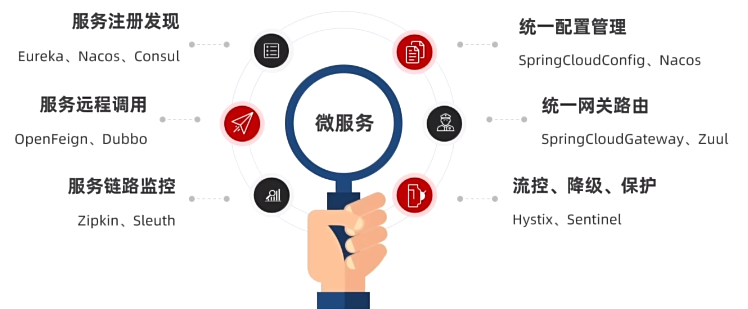 服务注册发现
Eureka、Nacos、Consul
服务远程调用
OpenFeign、Dubbo
服务链路监控
Zipkin、Sleuth
微服务
统一配置管理
SpringCloudConfig、Nacos
统一网关路由
SpringCloudGateway、Zuul
流控、降级、保护
Hystix、Sentinel